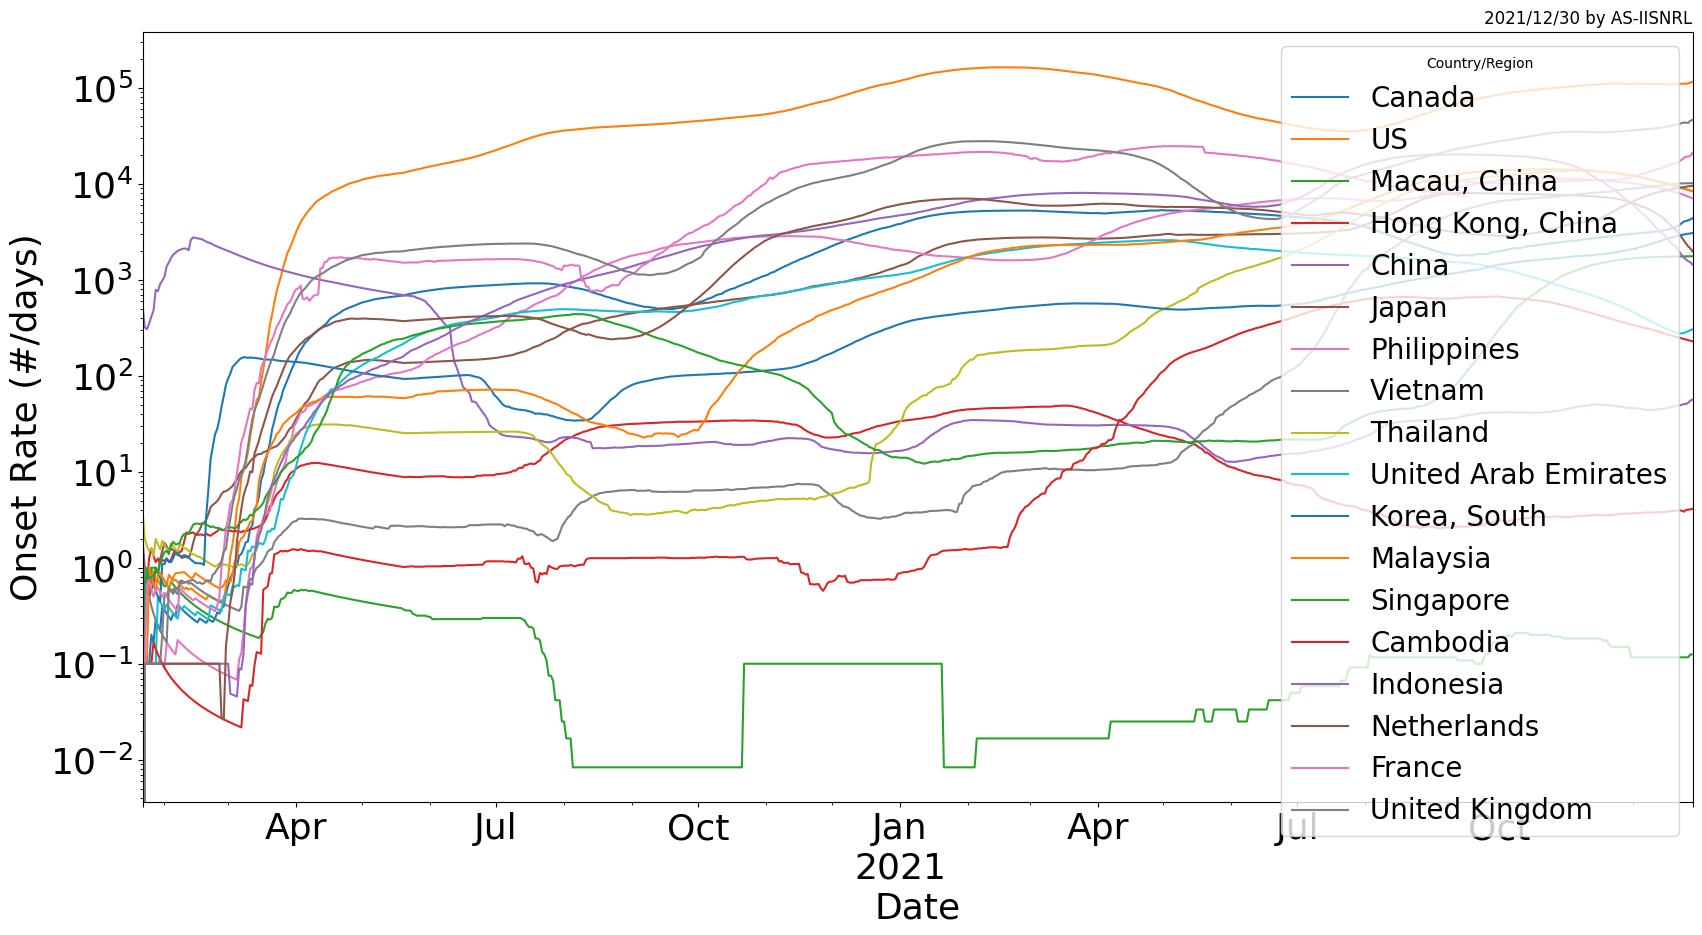 2021/12/30 by AS-IISNRL
Onset Rate (#/days)
10^5
10^4
10^3
10^2
10^1
10^0
10^−1
10^−2
Country/Region
Canada
US
Macau, China
Hong Kong, China
China
Japan
Philippines
Vietnam
Thailand
United Arab Emirates
Korea, South
Malaysia
Singapore
Cambodia
Indonesia
Netherlands
France
United Kingdom
Apr Jul Oct Jan Apr Jul Oct
2021
Date